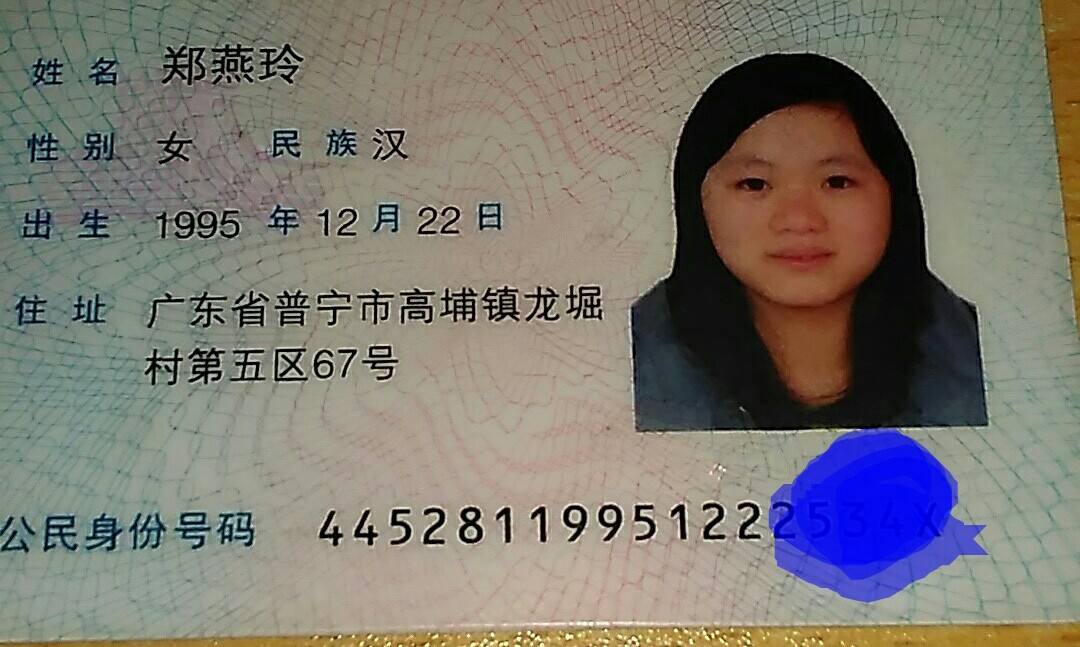 姓名 郑燕玲
性别 女 民族 汉
出生 1995 年 12 月 22 日
住址 广东省普宁市高埔镇龙堀
村第五区67号
公民身份号码 44528119951222